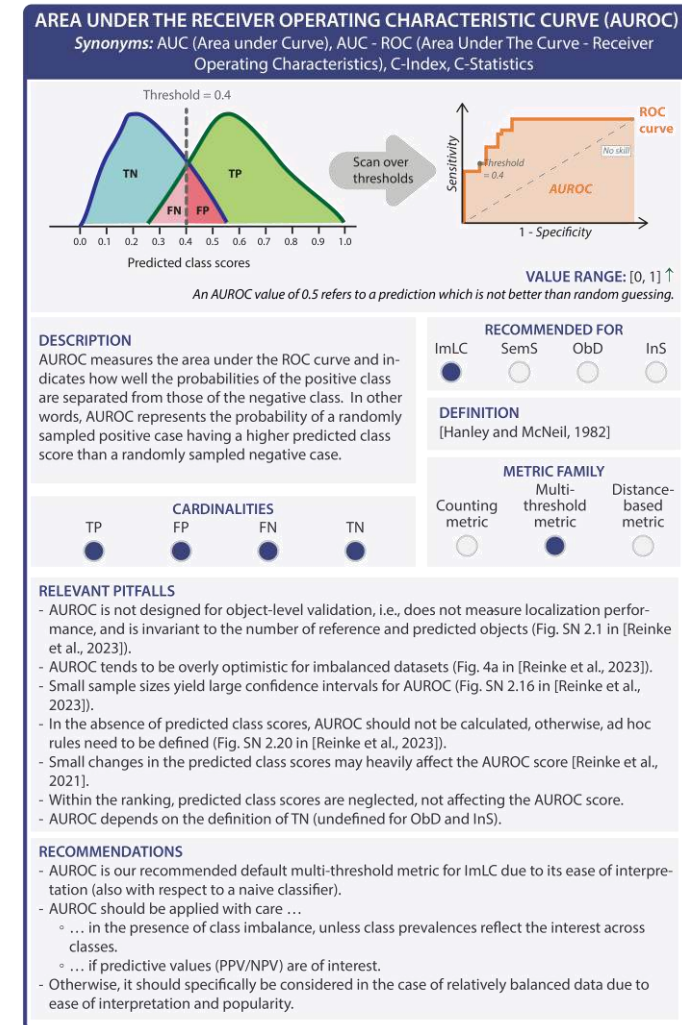 AREA UNDER THE RECEIVER OPERATING CHARACTERISTIC CURVE (AUROC)
Synonyms: AUC (Area under Curve), AUC - ROC (Area Under The Curve - Receiver
Operating Characteristics), C-Index, C-Statistics
Threshold = 0.4
TN
TP
FN
FP
0.0 0.1 0.2 0.3 0.4 0.5 0.6 0.7 0.8 0.9 1.0
Predicted class scores
Scan over
thresholds
Sensitivity
ROC
curve
No skill
Threshold
= 0.4
AUROC
1 - Specificity
VALUE RANGE: [0, 1] ↑
An AUROC value of 0.5 refers to a prediction which is not better than random guessing.
DESCRIPTION
AUROC measures the area under the ROC curve and in-
dicates how well the probabilities of the positive class
are separated from those of the negative class. In other
words, AUROC represents the probability of a randomly
sampled positive case having a higher predicted class
score than a randomly sampled negative case.
RECOMMENDED FOR
ImLC SemS ObD InS
DEFINITION
[Hanley and McNeil, 1982]
CARDINALITIES
TP FP FN TN
METRIC FAMILY
Counting
metric
Multi-
threshold
metric
Distance-
based
metric
RELEVANT PITFALLS
- AUROC is not designed for object-level validation, i.e., does not measure localization perfor-
mance, and is invariant to the number of reference and predicted objects (Fig. SN 2.1 in [Reinke
et al., 2023]).
- AUROC tends to be overly optimistic for imbalanced datasets (Fig. 4a in [Reinke et al., 2023]).
- Small sample sizes yield large confidence intervals for AUROC (Fig. SN 2.16 in [Reinke et al.,
2023]).
- In the absence of predicted class scores, AUROC should not be calculated, otherwise, ad hoc
rules need to be defined (Fig. SN 2.20 in [Reinke et al., 2023]).
- Small changes in the predicted class scores may heavily affect the AUROC score [Reinke et al.,
2021].
- Within the ranking, predicted class scores are neglected, not affecting the AUROC score.
- AUROC depends on the definition of TN (undefined for ObD and InS).
RECOMMENDATIONS
- AUROC is our recommended default multi-threshold metric for ImLC due to its ease of interpre-
tation (also with respect to a naive classifier).
- AUROC should be applied with care …
◦ … in the presence of class imbalance, unless class prevalences reflect the interest across
classes.
◦ … if predictive values (PPV/NPV) are of interest.
- Otherwise, it should specifically be considered in the case of relatively balanced data due to
ease of interpretation and popularity.